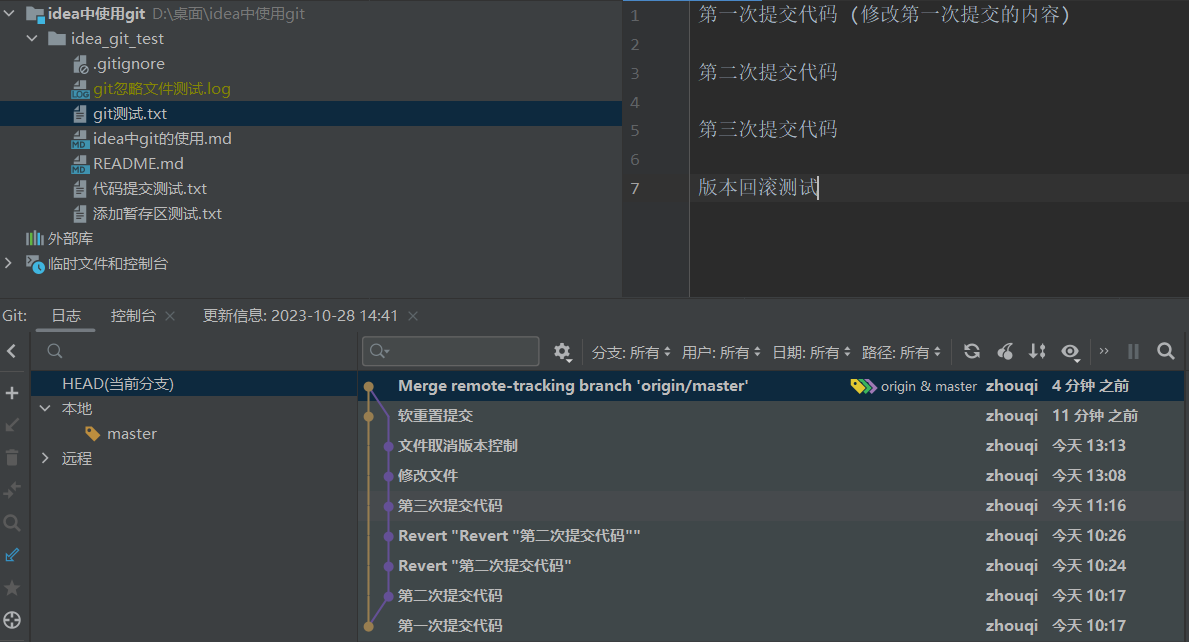 idea中使用git D:\桌面\idea中使用git
idea_git_test
.gitignore
git忽略文件测试.log
git测试.txt
idea中git的使用.md
README.md
代码提交测试.txt
添加暂存区测试.txt
外部库
临时文件和控制台
1 第一次提交代码 (修改第一次提交的内容)
2
3 第二次提交代码
4
5 第三次提交代码
6
7 版本回滚测试
Git: 日志 控制台 更新信息: 2023-10-28 14:41
分支: 所有 用户: 所有 日期: 所有 路径: 所有
HEAD(当前分支)
本地
master
远程
Merge remote-tracking branch 'origin/master' origin & master zhouqi 4 分钟 之前
软重置提交 zhouqi 11 分钟 之前
文件取消版本控制 zhouqi 今天 13:13
修改文件 zhouqi 今天 13:08
第三次提交代码 zhouqi 今天 11:16
Revert "Revert "第二次提交代码"" zhouqi 今天 10:26
Revert "第二次提交代码" zhouqi 今天 10:24
第二次提交代码 zhouqi 今天 10:17
第一次提交代码 zhouqi 今天 10:17